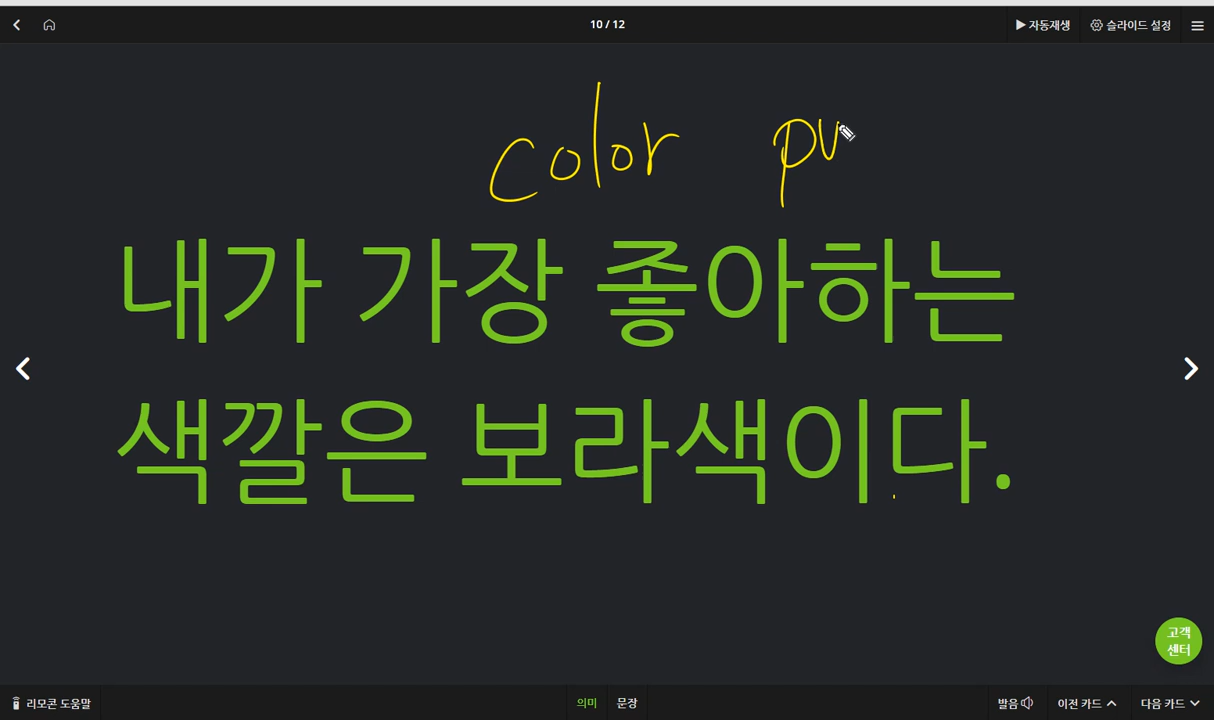 10 / 12
자동재생
슬라이드 설정
color pu
내가 가장 좋아하는
색깔은 보라색이다.
고객
센터
리모콘 도움말
의미
문장
발음
이전 카드
다음 카드